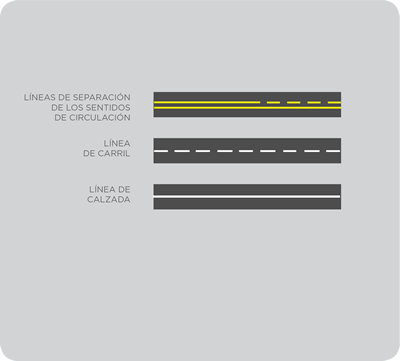 LÍNEAS DE SEPARACIÓN
DE LOS SENTIDOS
DE CIRCULACIÓN
LÍNEA
DE CARRIL
LÍNEA DE
CALZADA